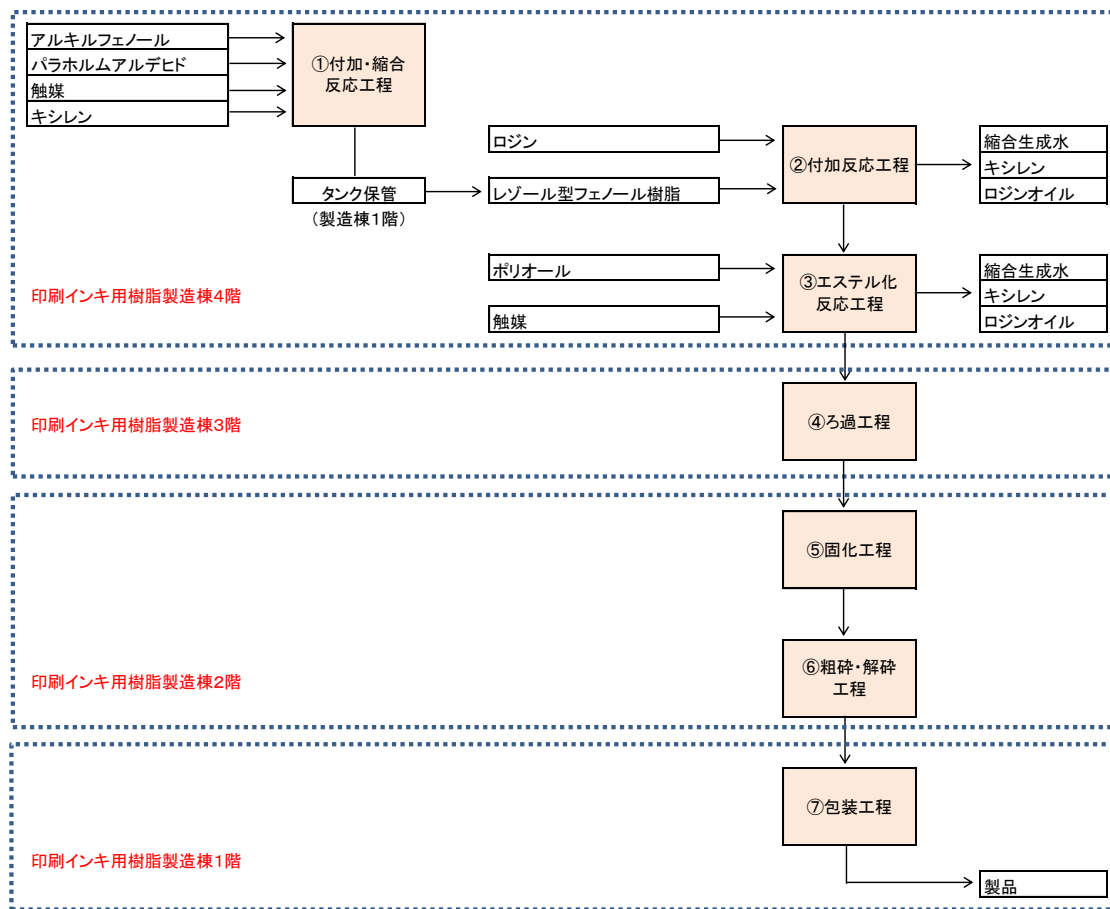 アルキルフェノール
パラホルムアルデヒド
触媒
キシレン
①付加・縮合
反応工程
タンク保管
(製造棟1階)
ロジン
レゾール型フェノール樹脂
②付加反応工程
縮合生成水
キシレン
ロジンオイル
ポリオール
触媒
③エステル化
反応工程
縮合生成水
キシレン
ロジンオイル
印刷インキ用樹脂製造棟4階
④ろ過工程
印刷インキ用樹脂製造棟3階
⑤固化工程
⑥粗砕・解砕
工程
印刷インキ用樹脂製造棟2階
⑦包装工程
印刷インキ用樹脂製造棟1階
製品